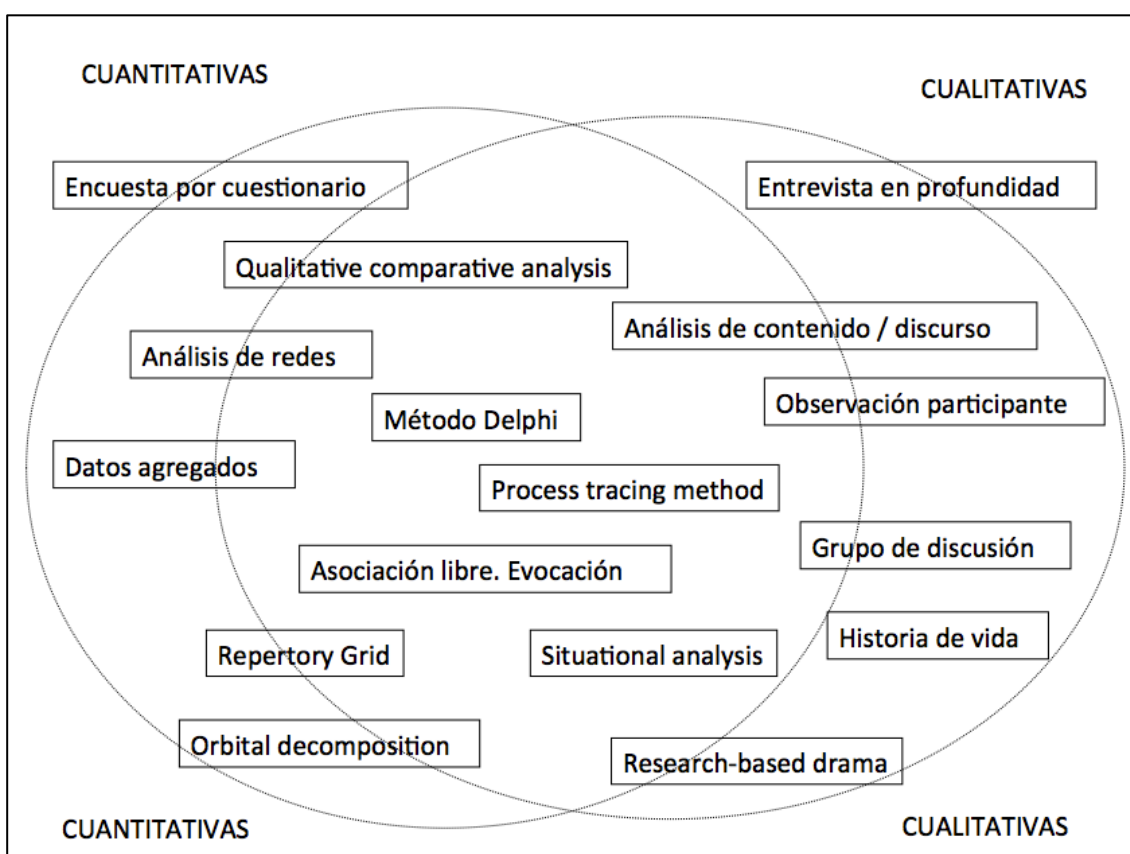 CUANTITATIVAS
CUALITATIVAS
Encuesta por cuestionario
Entrevista en profundidad
Qualitative comparative analysis
Análisis de contenido / discurso
Análisis de redes
Observación participante
Método Delphi
Datos agregados
Process tracing method
Grupo de discusión
Asociación libre. Evocación
Historia de vida
Repertory Grid
Situational analysis
Orbital decomposition
Research-based drama
CUANTITATIVAS
CUALITATIVAS